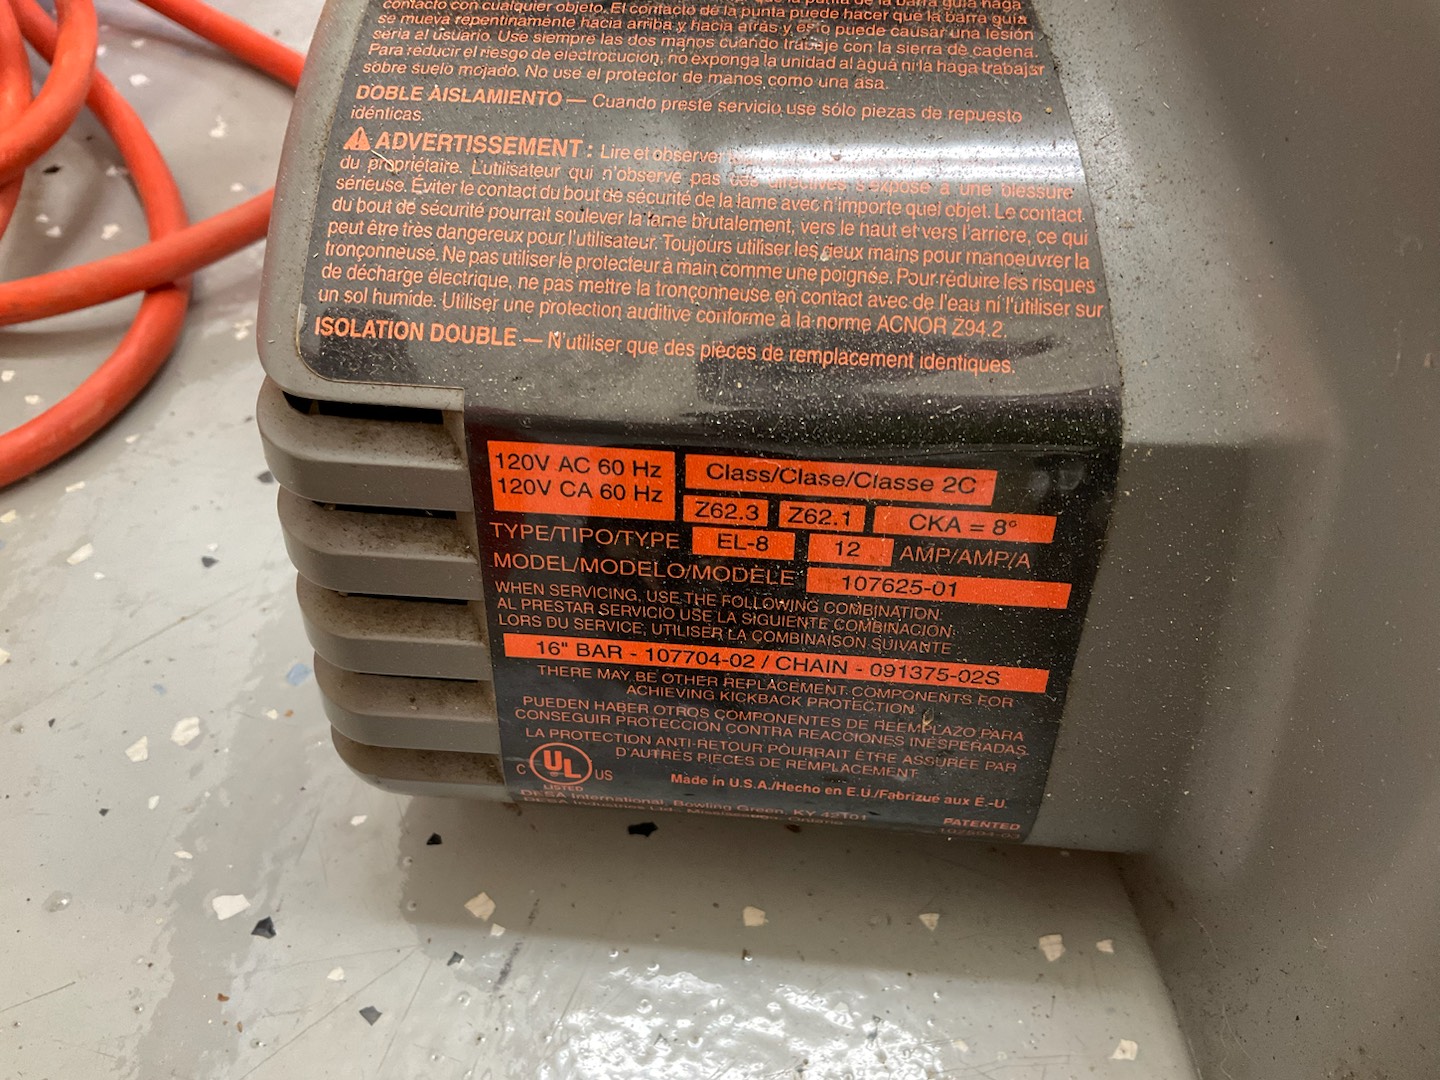 contacto con cualquier objeto. El contacto de la punta puede hacer que la barra guía
se mueva repentinamente hacia arriba y hacia atrás y esto puede causar una lesión
seria al usuario. Use siempre las dos manos cuando trabaje con la sierra de cadena.
Para reducir el riesgo de electrocución, no exponga la unidad al agua ni la haga trabajar
sobre suelo mojado. No use el protector de manos como una asa.
DOBLE AISLAMIENTO — Cuando preste servicio use sólo piezas de repuesto
idénticas.
ADVERTISSEMENT : Lire et observer
du propriétaire. L'utilisateur qui n'observe pas ces directives s'expose à une blessure
sérieuse. Éviter le contact du bout de sécurité de la lame avec n'importe quel objet. Le contact
du bout de sécurité pourrait soulever la lame brutalement, vers le haut et vers l'arrière, ce qui
peut être très dangereux pour l'utilisateur. Toujours utiliser les deux mains pour manoeuvrer la
tronçonneuse. Ne pas utiliser le protecteur à main comme une poignée. Pour réduire les risques
de décharge électrique, ne pas mettre la tronçonneuse en contact avec de l'eau ni l'utiliser sur
un sol humide. Utiliser une protection auditive conforme à la norme ACNOR Z94.2.
ISOLATION DOUBLE — N'utiliser que des pièces de remplacement identiques.
120V AC 60 Hz
120V CA 60 Hz
Class/Clase/Classe 2C
Z62.3 Z62.1 CKA = 8°
TYPE/TIPO/TYPE EL-8 12 AMP/AMP/A
MODEL/MODELO/MODÈLE 107625-01
WHEN SERVICING, USE THE FOLLOWING COMBINATION:
AL PRESTAR SERVICIO USE LA SIGUIENTE COMBINACIÓN:
LORS DU SERVICE, UTILISER LA COMBINAISON SUIVANTE
16" BAR - 107704-02 / CHAIN - 091375-02S
THERE MAY BE OTHER REPLACEMENT COMPONENTS FOR
ACHIEVING KICKBACK PROTECTION.
PUEDEN HABER OTROS COMPONENTES DE REEMPLAZO PARA
CONSEGUIR PROTECCION CONTRA REACCIONES INESPERADAS.
LA PROTECTION ANTI-RETOUR POURRAIT ÊTRE ASSURÉE PAR
D'AUTRES PIÈCES DE REMPLACEMENT.
C UL US
LISTED
Made in U.S.A./Hecho en E.U./Fabrizué aux É.-U.
DESA International, Bowling Green, KY 42101
DESA Industries Ltd., Mississauga, Ontario
PATENTED